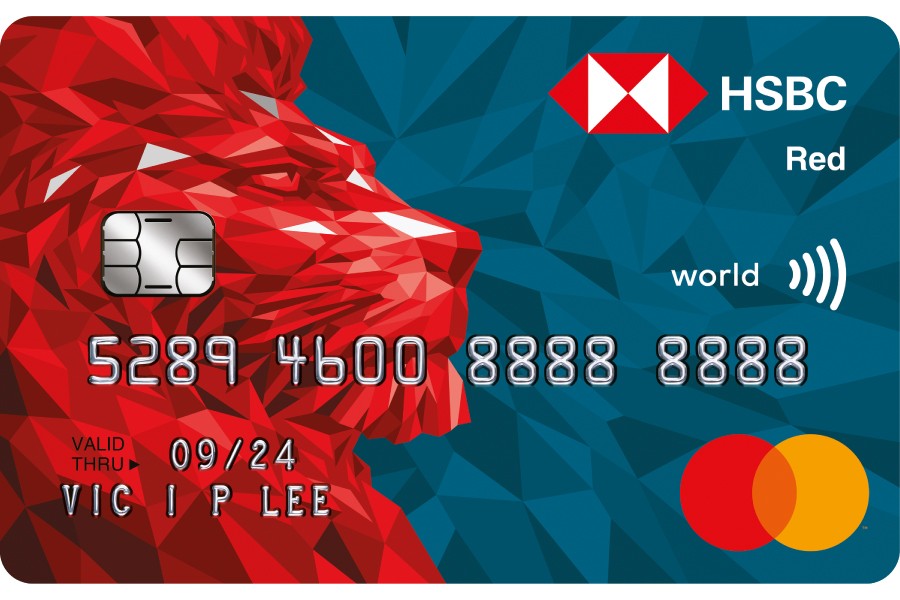 HSBC
Red
world
5289 4600 8888 8888
VALID
THRU
09/24
VIC I P LEE